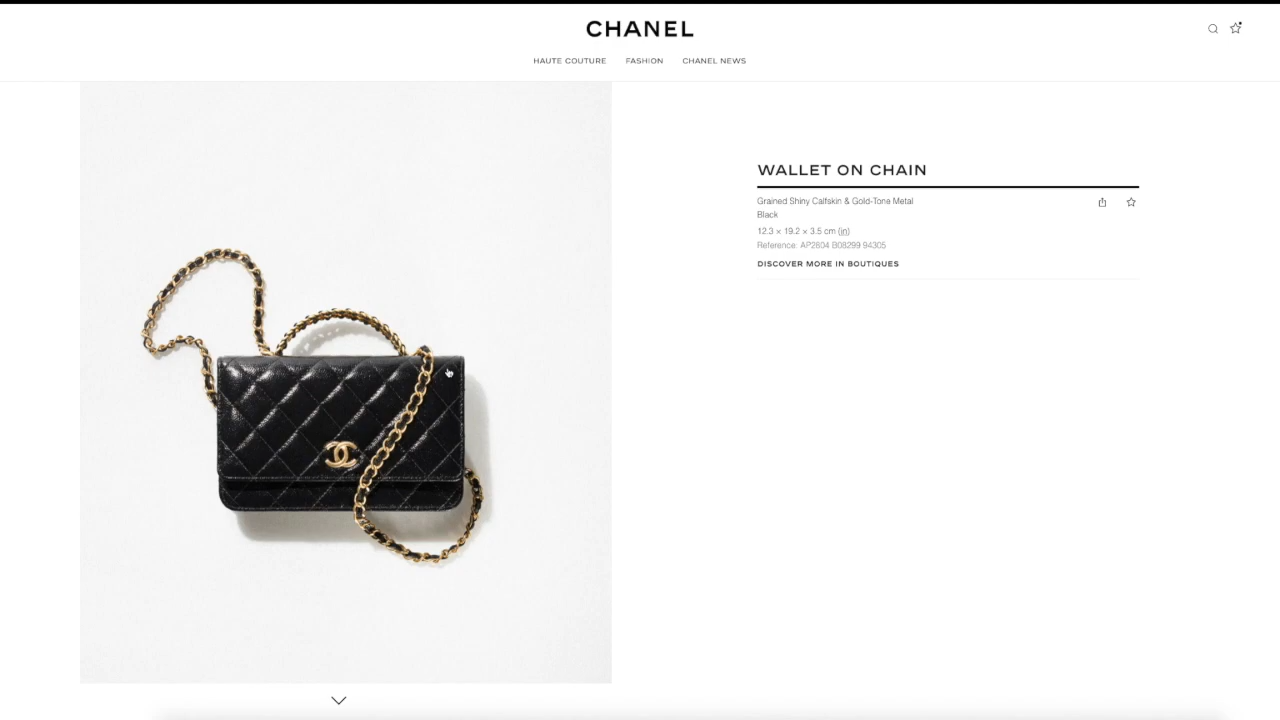 CHANEL
HAUTE COUTURE FASHION CHANEL NEWS
WALLET ON CHAIN
Grained Shiny Calfskin & Gold-Tone Metal
Black
12.3 × 19.2 × 3.5 cm (in)
Reference: AP2804 B08299 94305
DISCOVER MORE IN BOUTIQUES